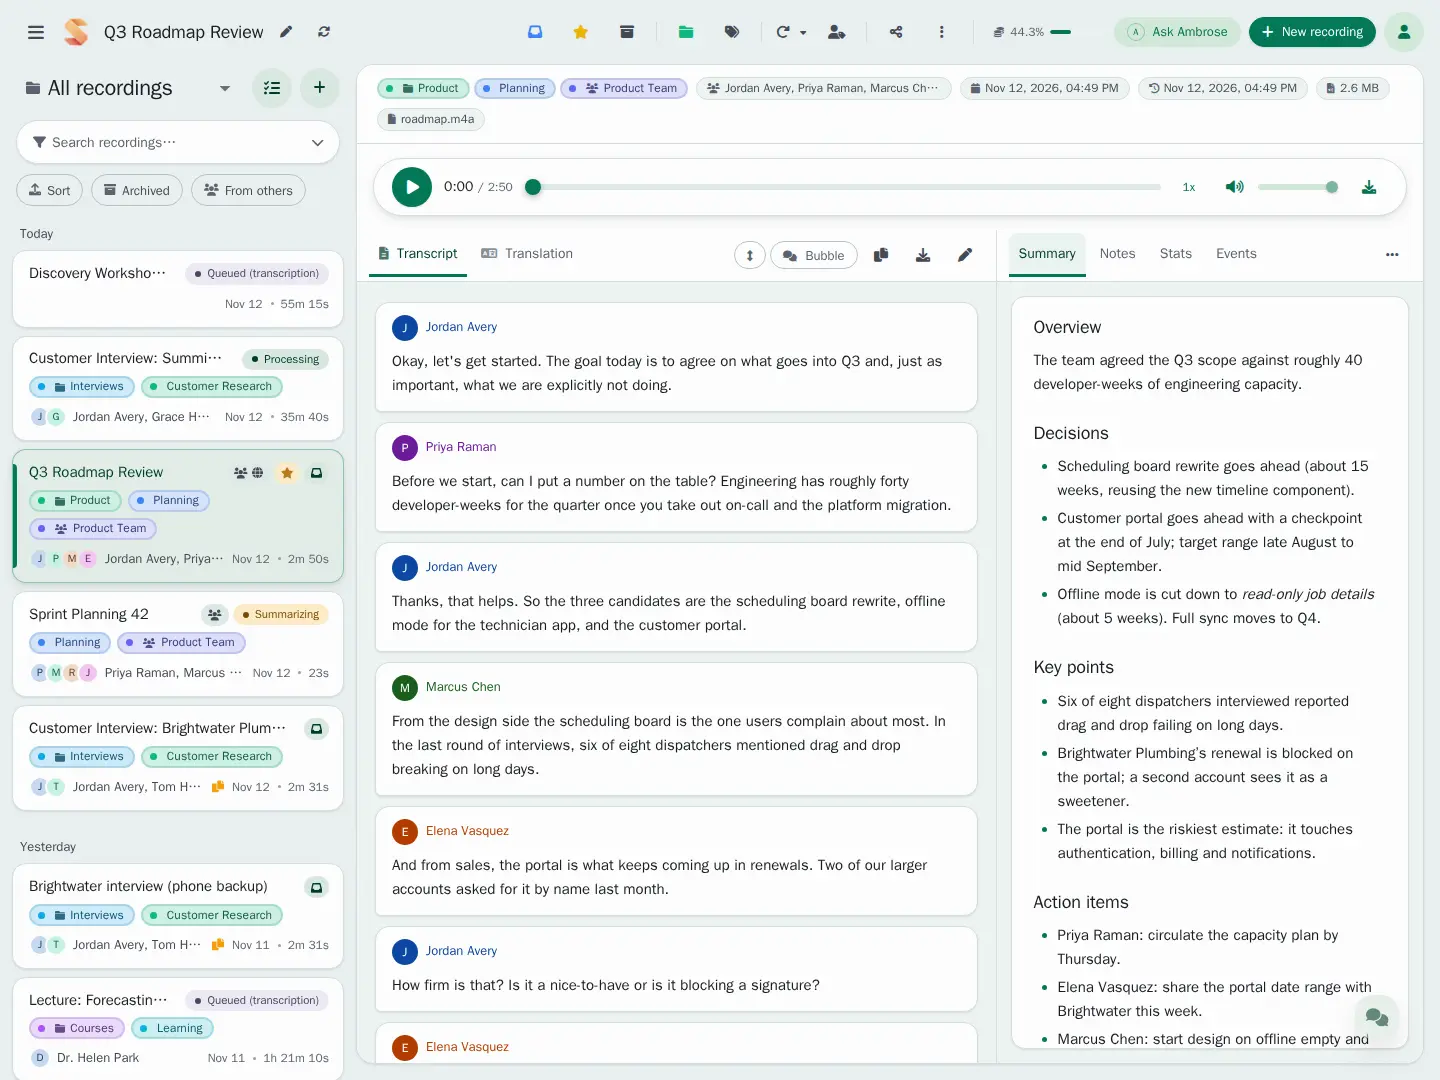 Q3 Roadmap Review
44.3%
A Ask Ambrose
New recording
All recordings
Search recordings···
Sort
Archived
From others
Today
Discovery Worksho···
Queued (transcription)
Nov 12 • 55m 15s
Customer Interview: Summi···
Processing
Interviews
Customer Research
J G Jordan Avery, Grace H··· Nov 12 • 35m 40s
Q3 Roadmap Review
Product
Planning
Product Team
J P M E Jordan Avery, Priya··· Nov 12 • 2m 50s
Sprint Planning 42
Summarizing
Planning
Product Team
P M R J Priya Raman, Marcus ··· Nov 12 • 23s
Customer Interview: Brightwater Plum···
Interviews
Customer Research
J T Jordan Avery, Tom H··· Nov 12 • 2m 31s
Yesterday
Brightwater interview (phone backup)
Interviews
Customer Research
J T Jordan Avery, Tom H··· Nov 11 • 2m 31s
Lecture: Forecastin···
Queued (transcription)
Courses
Learning
D Dr. Helen Park Nov 11 • 1h 21m 10s
Product
Planning
Product Team
Jordan Avery, Priya Raman, Marcus Ch···
Nov 12, 2026, 04:49 PM
Nov 12, 2026, 04:49 PM
2.6 MB
roadmap.m4a
0:00 / 2:50
1x
Transcript
Translation
Bubble
J Jordan Avery
Okay, let's get started. The goal today is to agree on what goes into Q3 and, just as
important, what we are explicitly not doing.
P Priya Raman
Before we start, can I put a number on the table? Engineering has roughly forty
developer-weeks for the quarter once you take out on-call and the platform migration.
J Jordan Avery
Thanks, that helps. So the three candidates are the scheduling board rewrite, offline
mode for the technician app, and the customer portal.
M Marcus Chen
From the design side the scheduling board is the one users complain about most. In
the last round of interviews, six of eight dispatchers mentioned drag and drop
breaking on long days.
E Elena Vasquez
And from sales, the portal is what keeps coming up in renewals. Two of our larger
accounts asked for it by name last month.
J Jordan Avery
How firm is that? Is it a nice-to-have or is it blocking a signature?
E Elena Vasquez
Summary
Notes
Stats
Events
Overview
The team agreed the Q3 scope against roughly 40
developer-weeks of engineering capacity.
Decisions
• Scheduling board rewrite goes ahead (about 15
weeks, reusing the new timeline component).
• Customer portal goes ahead with a checkpoint
at the end of July; target range late August to
mid September.
• Offline mode is cut down to read-only job details
(about 5 weeks). Full sync moves to Q4.
Key points
• Six of eight dispatchers interviewed reported
drag and drop failing on long days.
• Brightwater Plumbing's renewal is blocked on
the portal; a second account sees it as a
sweetener.
• The portal is the riskiest estimate: it touches
authentication, billing and notifications.
Action items
• Priya Raman: circulate the capacity plan by
Thursday.
• Elena Vasquez: share the portal date range with
Brightwater this week.
• Marcus Chen: start design on offline empty and